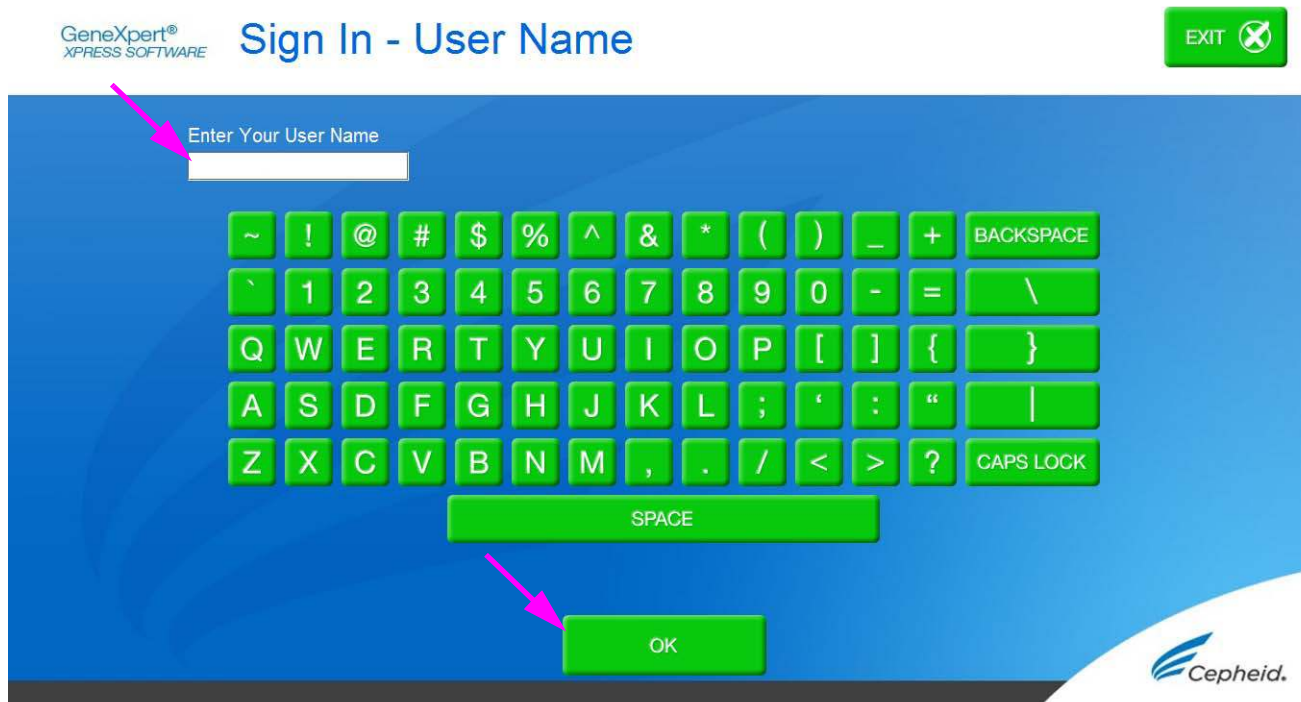 GeneXpert®
XPRESS SOFTWARE
Sign In - User Name
EXIT
Enter Your User Name
~ ! @ # $ % ^ & * ( ) _ + BACKSPACE
` 1 2 3 4 5 6 7 8 9 0 - = \
Q W E R T Y U I O P [ ] { }
A S D F G H J K L ; ‘ : “ |
Z X C V B N M , . / < > ? CAPS LOCK
SPACE
OK
Cepheid.